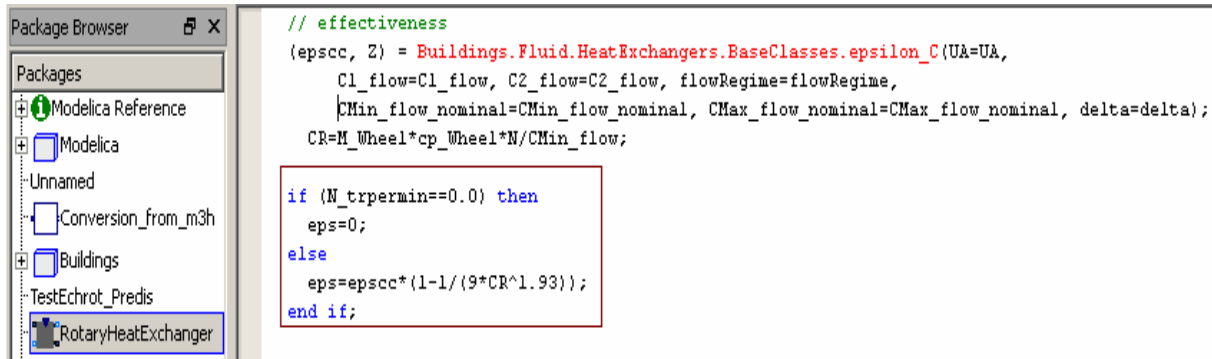 Package Browser
Packages
Modelica Reference
Modelica
Unnamed
Conversion_from_m3h
Buildings
TestEchrot_Predis
RotaryHeatExchanger
// effectiveness
(epscc, Z) = Buildings.Fluid.HeatExchangers.BaseClasses.epsilon_C(UA=UA,
C1_flow=C1_flow, C2_flow=C2_flow, flowRegime=flowRegime,
CMin_flow_nominal=CMin_flow_nominal, CMax_flow_nominal=CMax_flow_nominal, delta=delta);
CR=M_Wheel*cp_Wheel*N/CMin_flow;
if (N_trpermin==0.0) then
eps=0;
else
eps=epscc*(1-1/(9*CR^1.93));
end if;